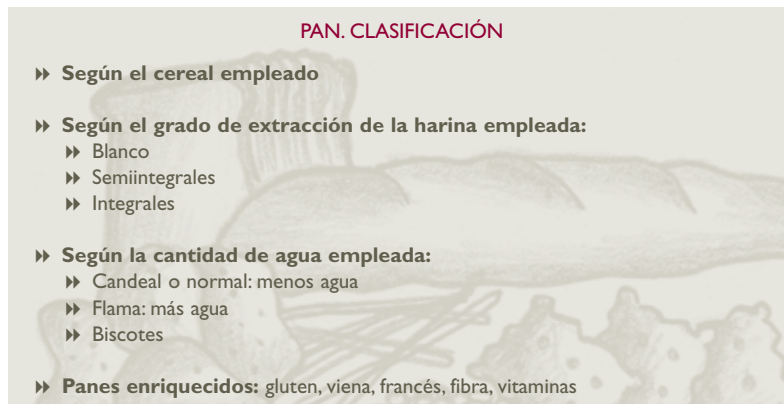 PAN. CLASIFICACIÓN
Según el cereal empleado
Según el grado de extracción de la harina empleada:
Blanco
Semiintegrales
Integrales
Según la cantidad de agua empleada:
Candeal o normal: menos agua
Flama: más agua
Biscotes
Panes enriquecidos: gluten, viena, francés, fibra, vitaminas